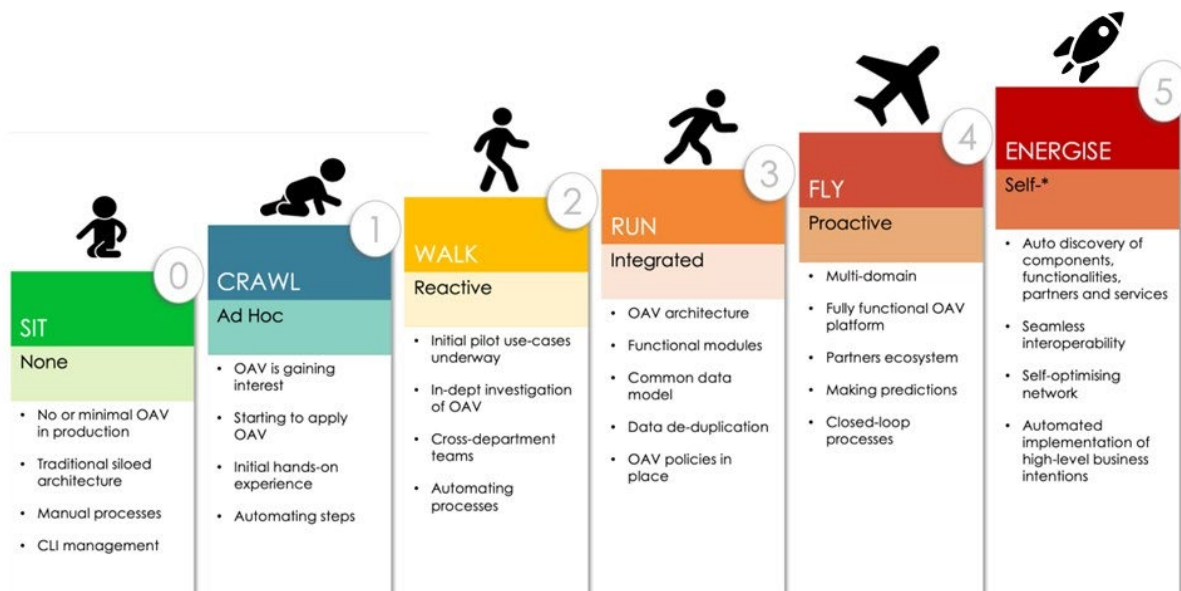 0
SIT
None
• No or minimal OAV
in production
• Traditional siloed
architecture
• Manual processes
• CLI management
1
CRAWL
Ad Hoc
• OAV is gaining
interest
• Starting to apply
OAV
• Initial hands-on
experience
• Automating steps
2
WALK
Reactive
• Initial pilot use-cases
underway
• In-dept investigation
of OAV
• Cross-department
teams
• Automating
processes
3
RUN
Integrated
• OAV architecture
• Functional modules
• Common data
model
• Data de-duplication
• OAV policies in
place
4
FLY
Proactive
• Multi-domain
• Fully functional OAV
platform
• Partners ecosystem
• Making predictions
• Closed-loop
processes
5
ENERGISE
Self-*
• Auto discovery of
components,
functionalities,
partners and services
• Seamless
interoperability
• Self-optimising
network
• Automated
implementation of
high-level business
intentions